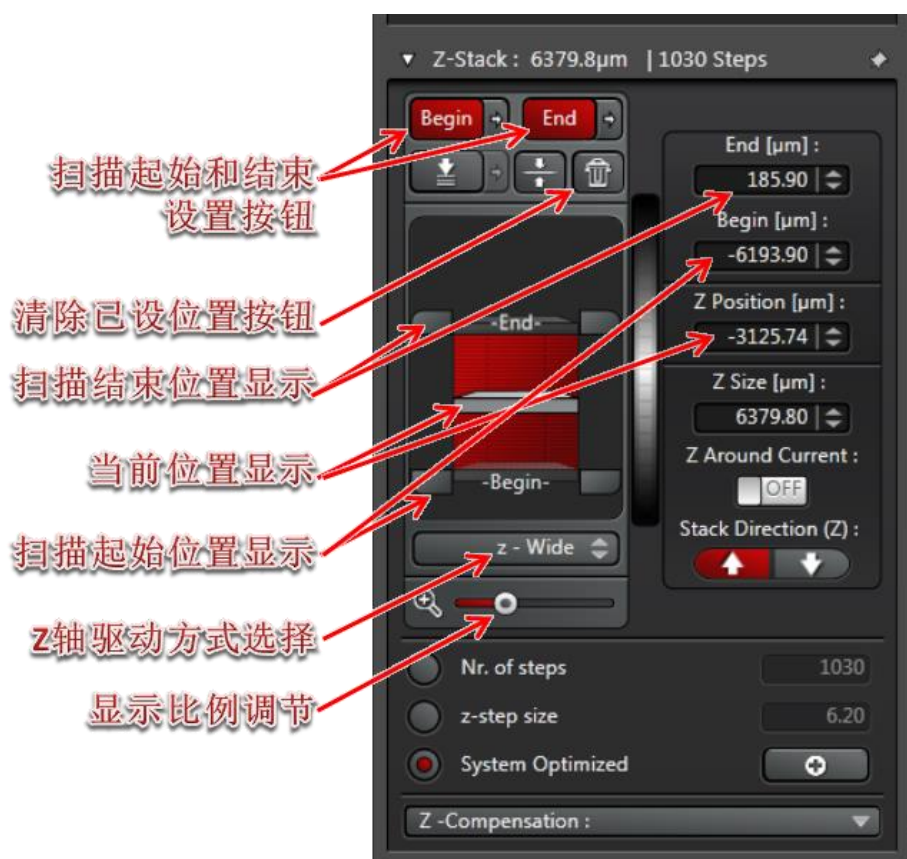 Z-Stack : 6379.8µm | 1030 Steps
Begin
End
扫描起始和结束
设置按钮
清除已设位置按钮
扫描结束位置显示
当前位置显示
扫描起始位置显示
z轴驱动方式选择
显示比例调节
-End-
-Begin-
z - Wide
End [µm] :
185.90
Begin [µm] :
-6193.90
Z Position [µm] :
-3125.74
Z Size [µm] :
6379.80
Z Around Current :
OFF
Stack Direction (Z) :
Nr. of steps
1030
z-step size
6.20
System Optimized
Z -Compensation :